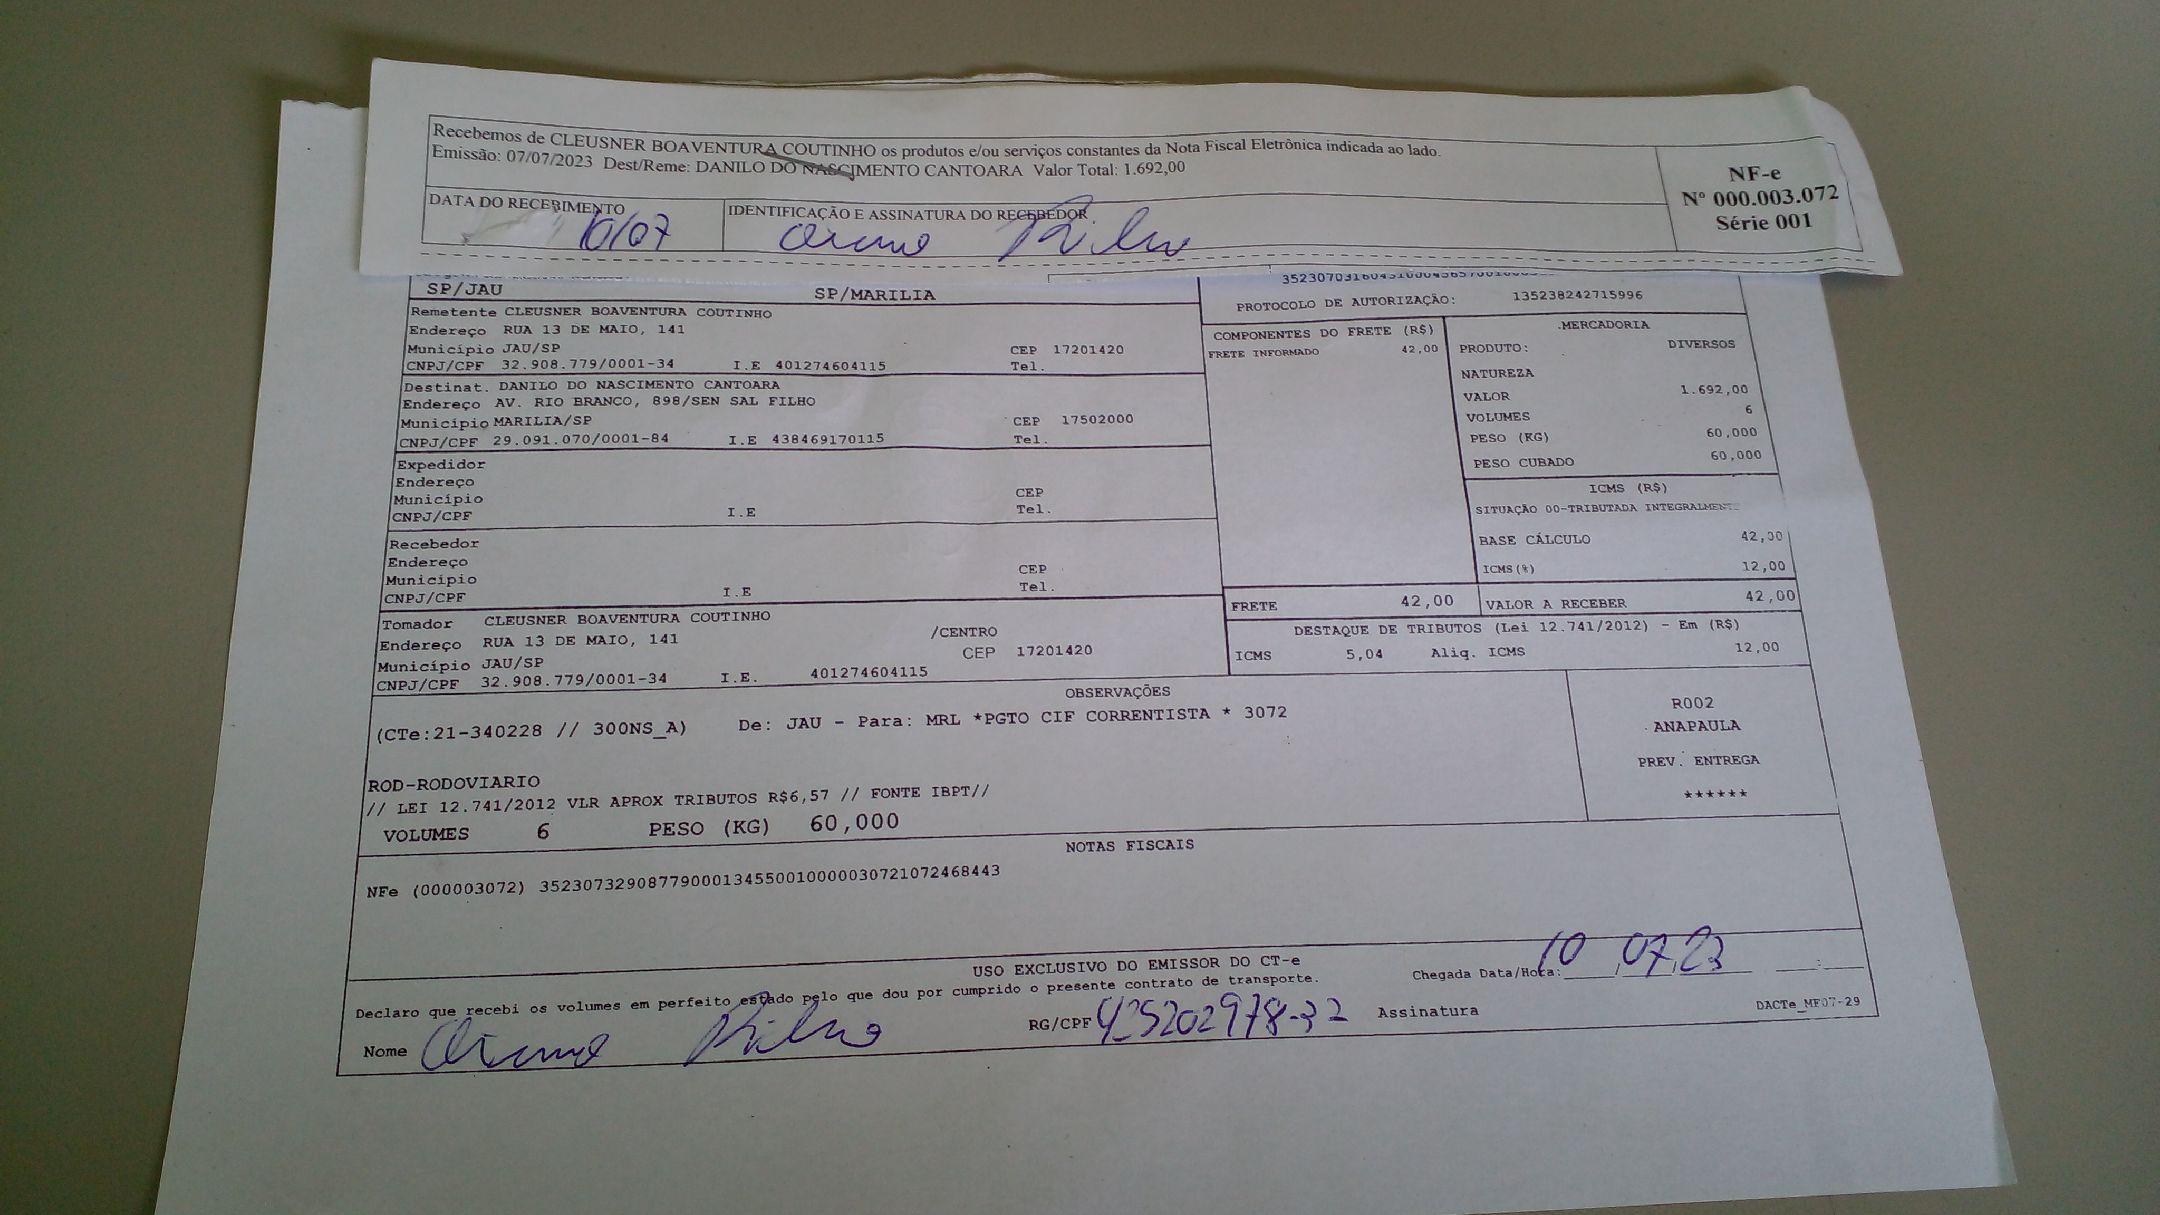 Recebemos de CLEUSNER BOAVENTURA COUTINHO os produtos e/ou serviços constantes da Nota Fiscal Eletrônica indicada ao lado.
Emissão: 07/07/2023 Dest/Reme: DANILO DO NASCIMENTO CANTOARA Valor Total: 1.692,00
NF-e
Nº 000.003.072
Série 001
DATA DO RECEBIMENTO
10/07
IDENTIFICAÇÃO E ASSINATURA DO RECEBEDOR
SP/JAU SP/MARILIA
PROTOCOLO DE AUTORIZAÇÃO: 135238242715996
Remetente CLEUSNER BOAVENTURA COUTINHO
Endereço RUA 13 DE MAIO, 141
Município JAU/SP CEP 17201420
CNPJ/CPF 32.908.779/0001-34 I.E 401274604115 Tel.
Destinat. DANILO DO NASCIMENTO CANTOARA
Endereço AV. RIO BRANCO, 898/SEN SAL FILHO
Município MARILIA/SP CEP 17502000
CNPJ/CPF 29.091.070/0001-84 I.E 438469170115 Tel.
Expedidor
Endereço
Município CEP
CNPJ/CPF I.E Tel.
Recebedor
Endereço
Município CEP
CNPJ/CPF I.E Tel.
Tomador CLEUSNER BOAVENTURA COUTINHO
Endereço RUA 13 DE MAIO, 141 /CENTRO
Município JAU/SP CEP 17201420
CNPJ/CPF 32.908.779/0001-34 I.E. 401274604115
COMPONENTES DO FRETE (R$)
FRETE INFORMADO 42,00
MERCADORIA
PRODUTO: DIVERSOS
NATUREZA
VALOR 1.692,00
VOLUMES 6
PESO (KG) 60,000
PESO CUBADO 60,000
ICMS (R$)
SITUAÇÃO 00-TRIBUTADA INTEGRALMENTE
BASE CÁLCULO 42,00
ICMS(%) 12,00
FRETE 42,00 VALOR A RECEBER 42,00
DESTAQUE DE TRIBUTOS (Lei 12.741/2012) - Em (R$)
ICMS 5,04 Aliq. ICMS 12,00
OBSERVAÇÕES
(CTe:21-340228 // 300NS_A) De: JAU - Para: MRL *PGTO CIF CORRENTISTA * 3072
ROD-RODOVIARIO
// LEI 12.741/2012 VLR APROX TRIBUTOS R$6,57 // FONTE IBPT//
VOLUMES 6 PESO (KG) 60,000
R002
ANAPAULA
PREV. ENTREGA
******
NOTAS FISCAIS
NFe (000003072) 35230732908779000134550010000030721072468443
USO EXCLUSIVO DO EMISSOR DO CT-e
Declaro que recebi os volumes em perfeito estado pelo que dou por cumprido o presente contrato de transporte.
Chegada Data/Hora: 10 / 07 / 23 :
Nome
RG/CPF 425202978-32 Assinatura
DACTe_MF07-29